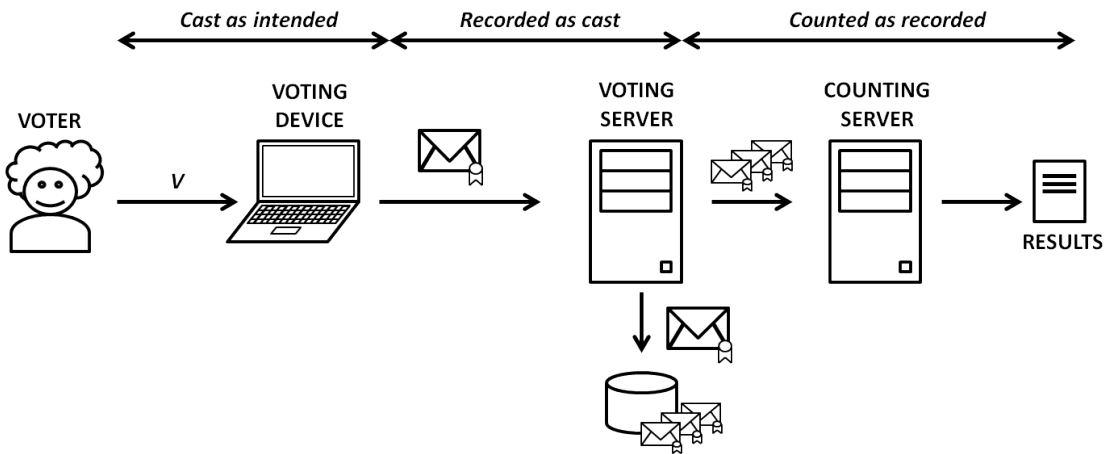 Cast as intended
Recorded as cast
Counted as recorded
VOTER
VOTING
DEVICE
VOTING
SERVER
COUNTING
SERVER
V
RESULTS